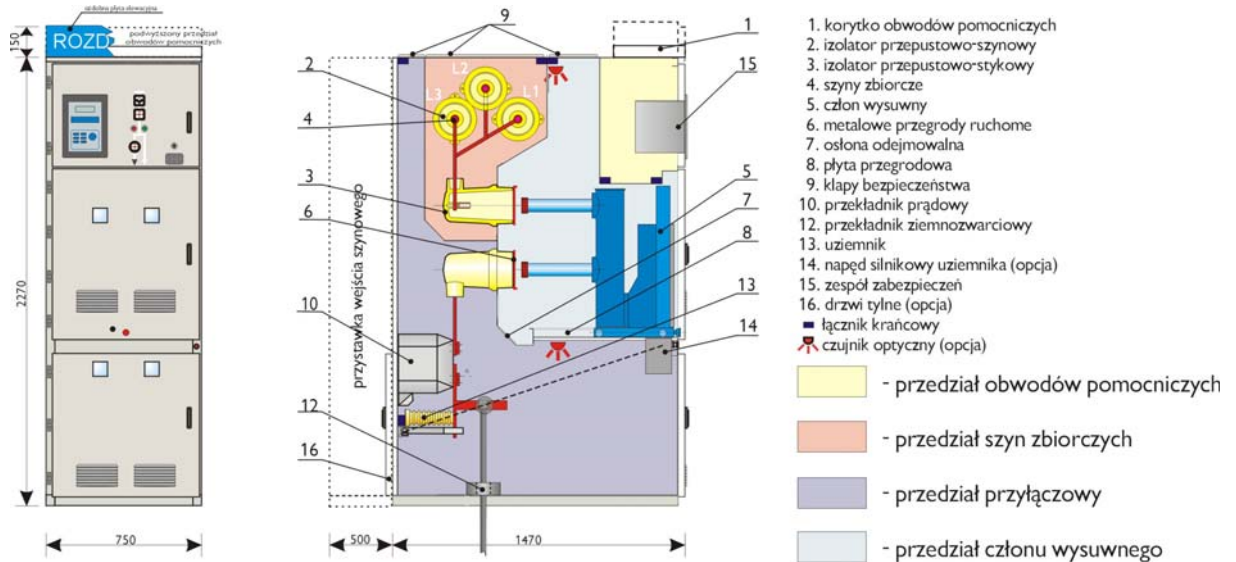 ozdobna płyta elewacyjna
ROZD
podwyższony przedział
obwodów pomocniczych
150
2270
750
9
1
2
4
3
6
10
12
16
15
5
7
8
13
14
L2
L3
L1
przystawka wejścia szynowego
500
1470
1. korytko obwodów pomocniczych
2. izolator przepustowo-szynowy
3. izolator przepustowo-stykowy
4. szyny zbiorcze
5. człon wysuwny
6. metalowe przegrody ruchome
7. osłona odejmowalna
8. płyta przegrodowa
9. klapy bezpieczeństwa
10. przekładnik prądowy
12. przekładnik ziemnozwarciowy
13. uziemnik
14. napęd silnikowy uziemnika (opcja)
15. zespół zabezpieczeń
16. drzwi tylne (opcja)
łącznik krańcowy
czujnik optyczny (opcja)
- przedział obwodów pomocniczych
- przedział szyn zbiorczych
- przedział przyłączowy
- przedział członu wysuwnego